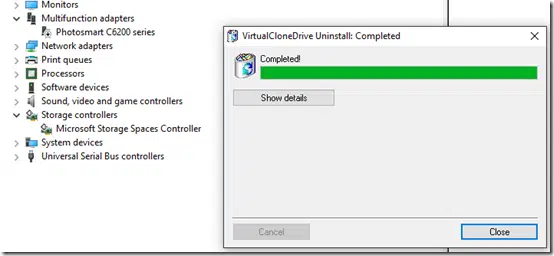 Monitors
Multifunction adapters
Photosmart C6200 series
Network adapters
Print queues
Processors
Software devices
Sound, video and game controllers
Storage controllers
Microsoft Storage Spaces Controller
System devices
Universal Serial Bus controllers
VirtualCloneDrive Uninstall: Completed
Completed!
Show details
Cancel
Close